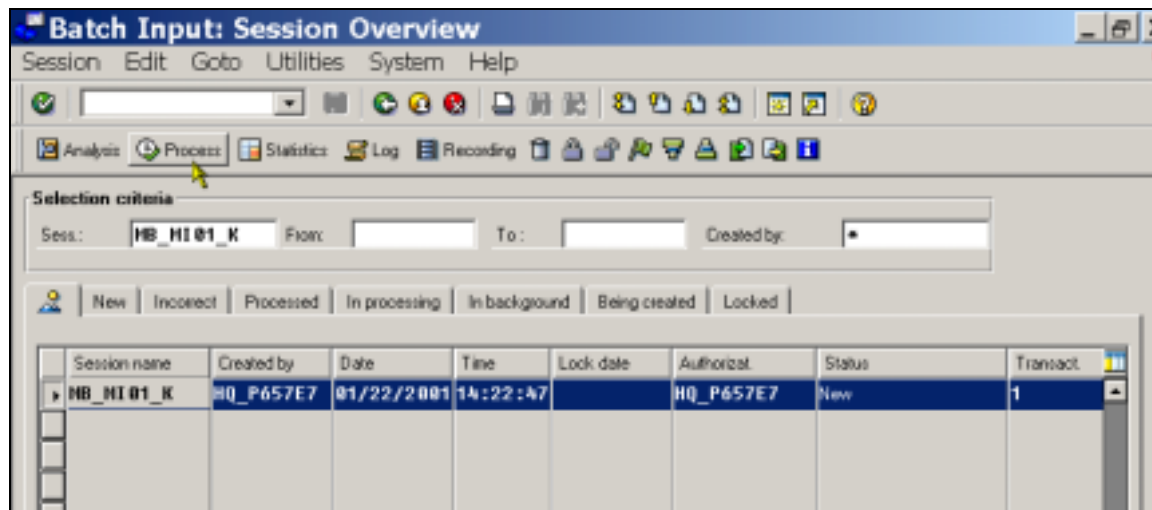 Batch Input: Session Overview
Session Edit Goto Utilities System Help
Analysis Process Statistics Log Recording
Selection criteria
Sess.: MB_MI01_K From: To: Created by: *
New Incorrect Processed In processing In background Being created Locked
Session name Created by Date Time Lock date Authorizat. Status Transact.
MB_MI01_K HQ_P657E7 01/22/2001 14:22:47 HQ_P657E7 New 1